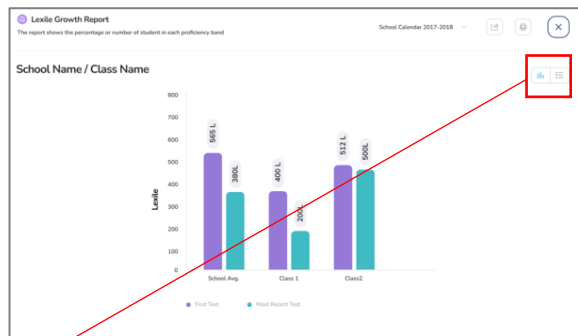 Lexile Growth Report
The report shows the percentage or number of student in each proficiency band
School Calendar 2017-2018
School Name / Class Name
800
700
600
500
400
300
200
100
0
Lexile
565 L
380L
400 L
200L
512 L
500L
School Avg.
Class 1
Class2
First Test
Most Recent Test